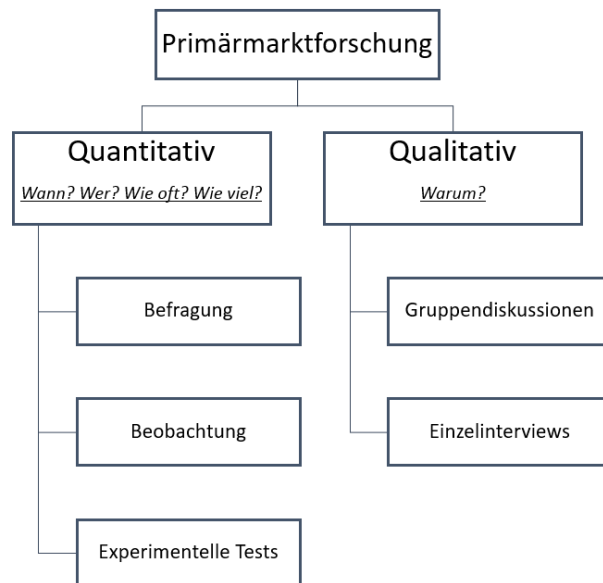 Primärmarktforschung
Quantitativ
Wann? Wer? Wie oft? Wie viel?
Qualitativ
Warum?
Befragung
Beobachtung
Experimentelle Tests
Gruppendiskussionen
Einzelinterviews